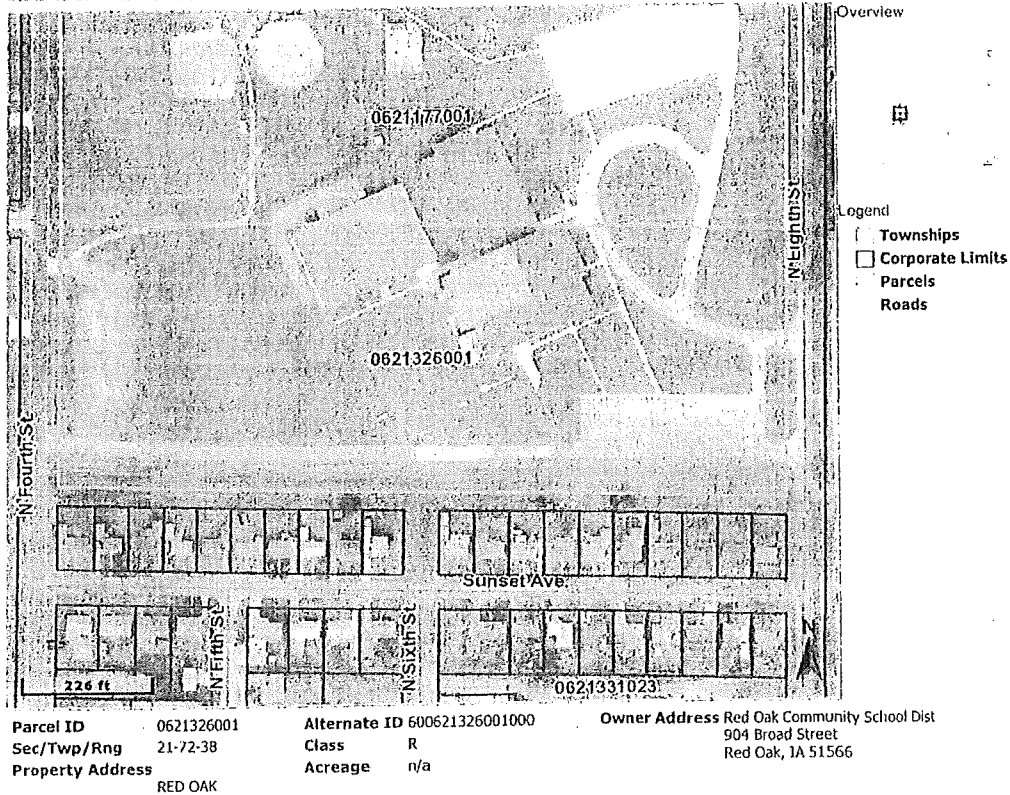 Overview
0621177001
N Eighth St
Legend
Townships
Corporate Limits
Parcels
Roads
0621326001
N Fourth St
Sunset Ave
N Fifth St
N Sixth St
N
226 ft
0621331023
Parcel ID 0621326001 Alternate ID 600621326001000 Owner Address Red Oak Community School Dist
Sec/Twp/Rng 21-72-38 Class R 904 Broad Street
Property Address Acreage n/a Red Oak, IA 51566
RED OAK